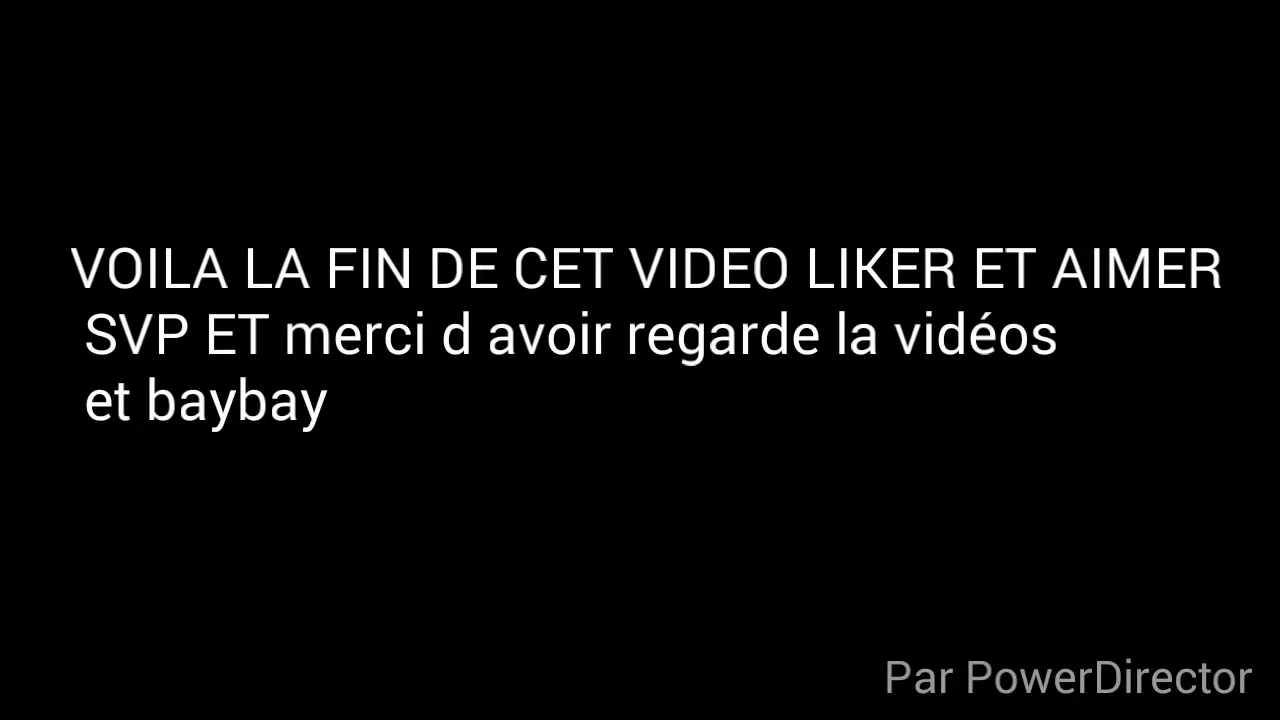 VOILA LA FIN DE CET VIDEO LIKER ET AIMER
SVP ET merci d avoir regarde la vidéos
et baybay
Par PowerDirector